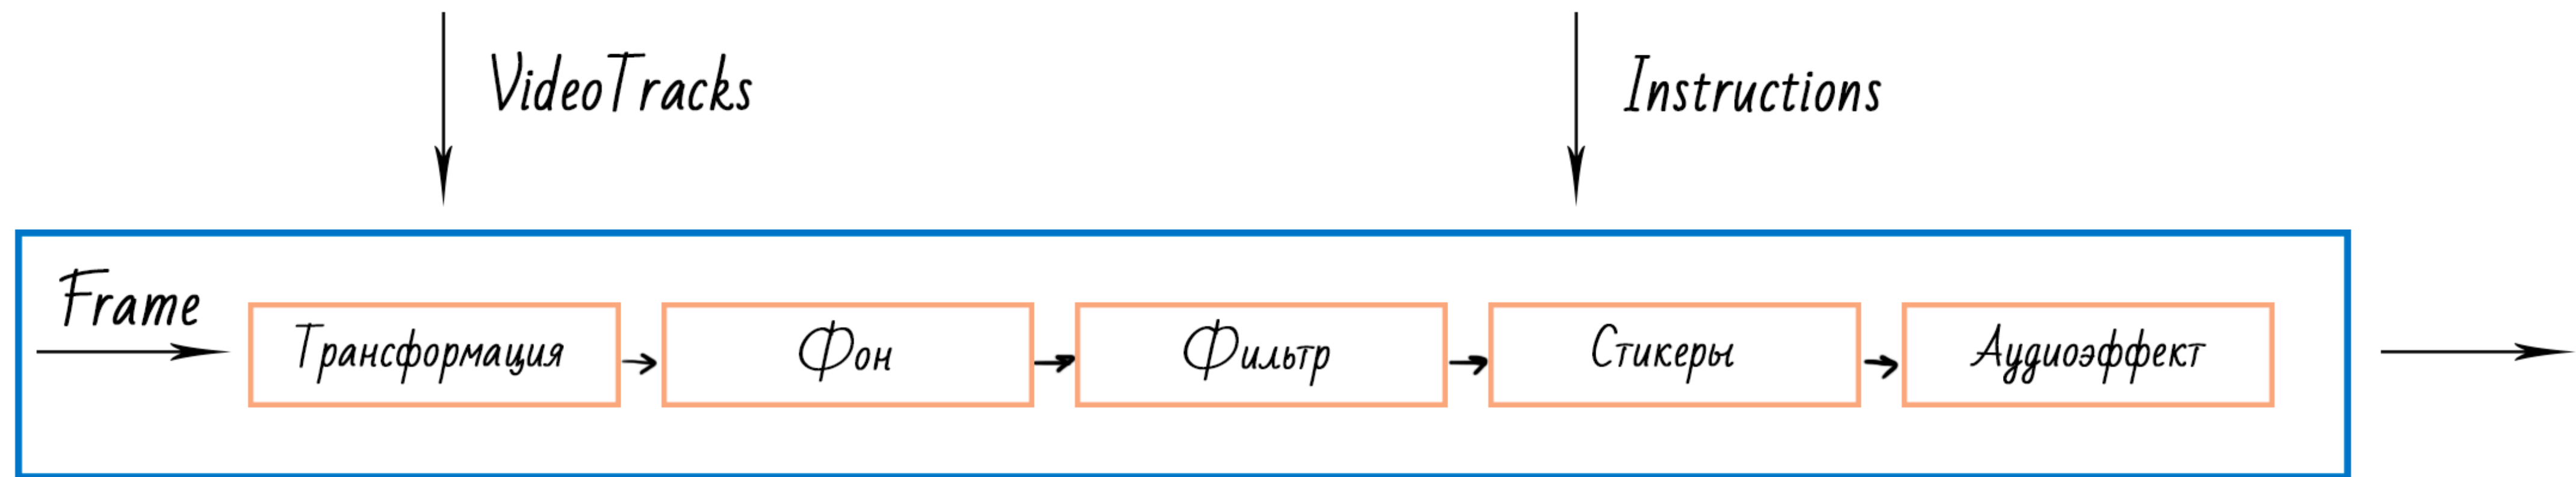 VideoTracks
Instructions
Frame
Трансформация
Фон
Фильтр
Стикеры
Аудиоэффект